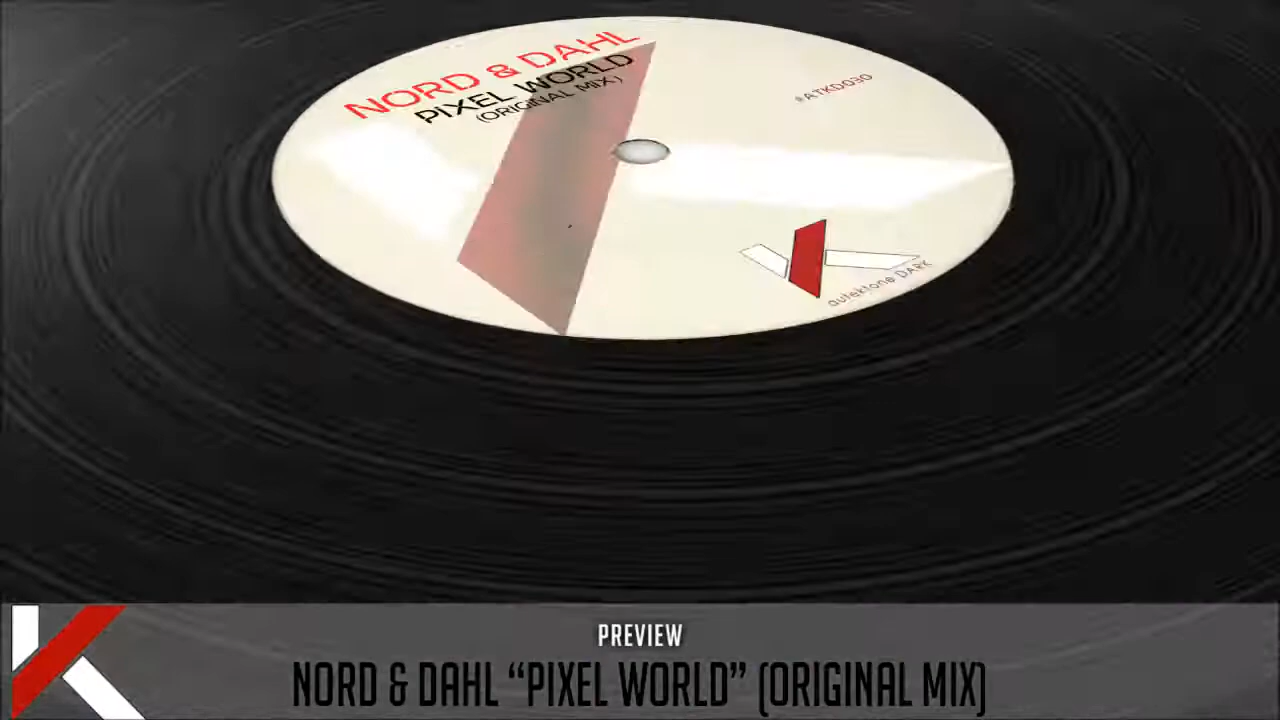 NORD & DAHL
PIXEL WORLD
(ORIGINAL MIX)
#ATKD030
autektone DARK
PREVIEW
NORD & DAHL “PIXEL WORLD” (ORIGINAL MIX)